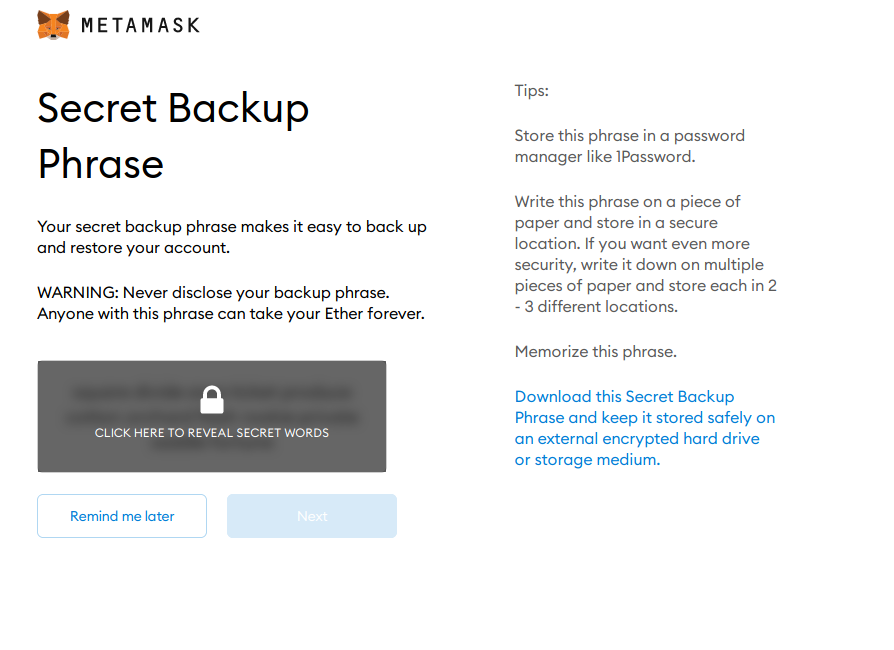 METAMASK
Secret Backup
Phrase
Your secret backup phrase makes it easy to back up
and restore your account.
WARNING: Never disclose your backup phrase.
Anyone with this phrase can take your Ether forever.
CLICK HERE TO REVEAL SECRET WORDS
Remind me later
Next
Tips:
Store this phrase in a password
manager like 1Password.
Write this phrase on a piece of
paper and store in a secure
location. If you want even more
security, write it down on multiple
pieces of paper and store each in 2
- 3 different locations.
Memorize this phrase.
Download this Secret Backup
Phrase and keep it stored safely on
an external encrypted hard drive
or storage medium.